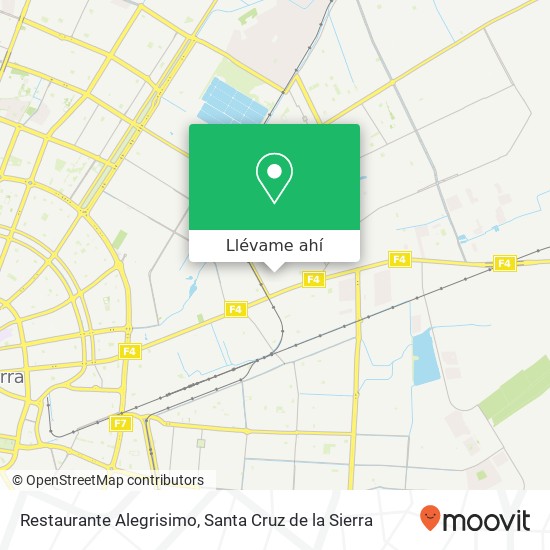 Llévame ahí
F4
F4
F4
F4
F4
rra
F7
© OpenStreetMap contributors
Restaurante Alegrisimo, Santa Cruz de la Sierra
moovit